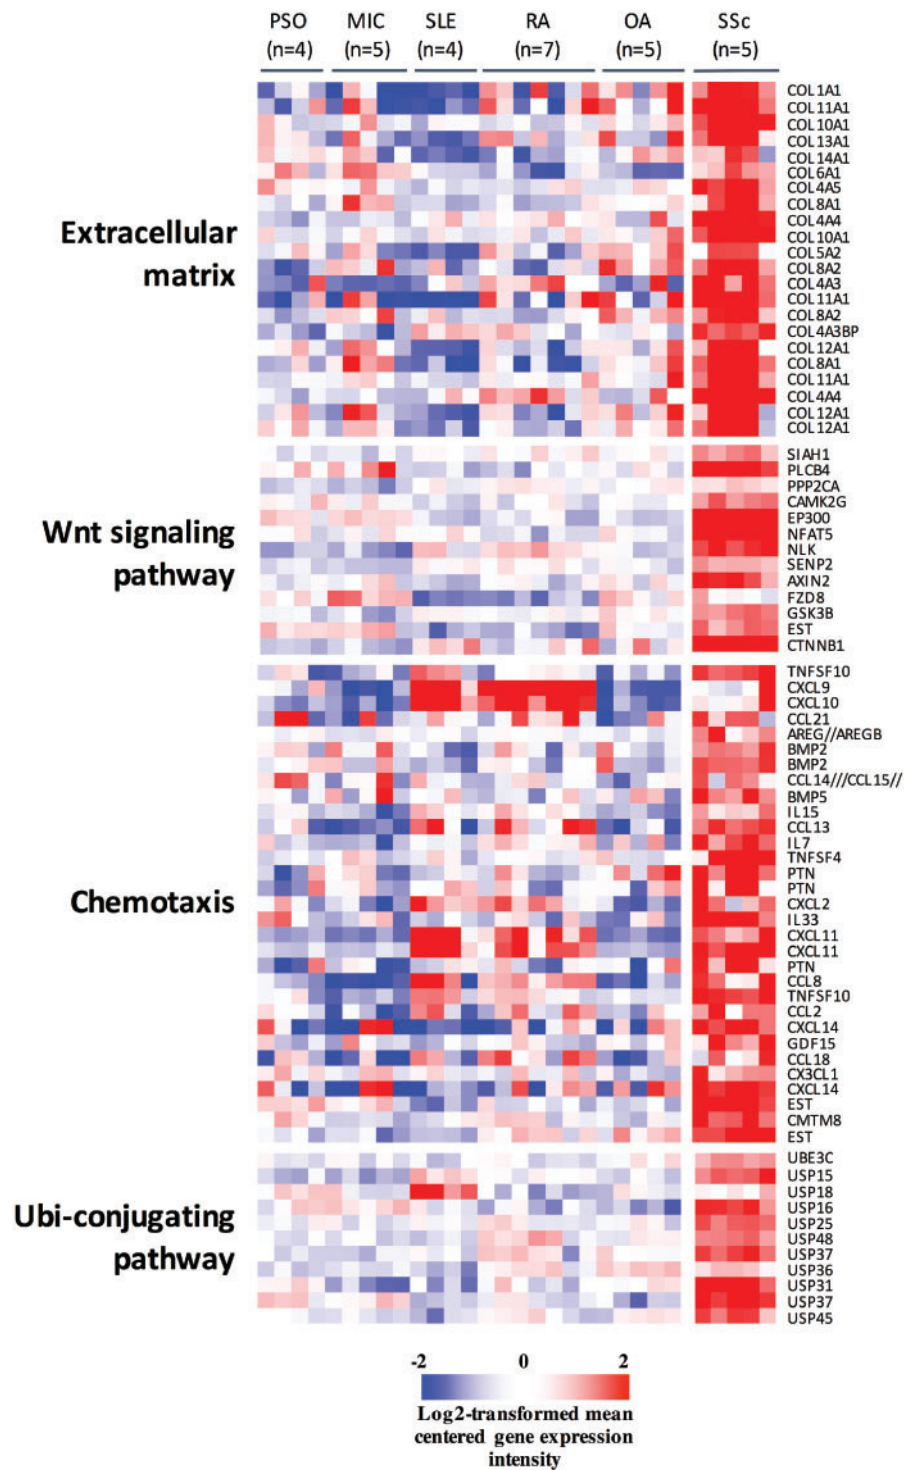 PSO MIC SLE RA OA SSc
(n=4) (n=5) (n=4) (n=7) (n=5) (n=5)
Extracellular
matrix
COL1A1
COL11A1
COL10A1
COL13A1
COL14A1
COL6A1
COL4A5
COL8A1
COL4A4
COL10A1
COL5A2
COL8A2
COL4A3
COL11A1
COL8A2
COL4A3BP
COL12A1
COL8A1
COL11A1
COL4A4
COL12A1
COL12A1
Wnt signaling
pathway
SIAH1
PLCB4
PPP2CA
CAMK2G
EP300
NFAT5
NLK
SENP2
AXIN2
FZD8
GSK3B
EST
CTNNB1
Chemotaxis
TNFSF10
CXCL9
CXCL10
CCL21
AREG//AREGB
BMP2
BMP2
CCL14///CCL15//
BMP5
IL15
CCL13
IL7
TNFSF4
PTN
PTN
CXCL2
IL33
CXCL11
CXCL11
PTN
CCL8
TNFSF10
CCL2
CXCL14
GDF15
CCL18
CX3CL1
CXCL14
EST
CMTM8
EST
Ubi-conjugating
pathway
UBE3C
USP15
USP18
USP16
USP25
USP48
USP37
USP36
USP31
USP37
USP45
-2 0 2
Log2-transformed mean
centered gene expression
intensity